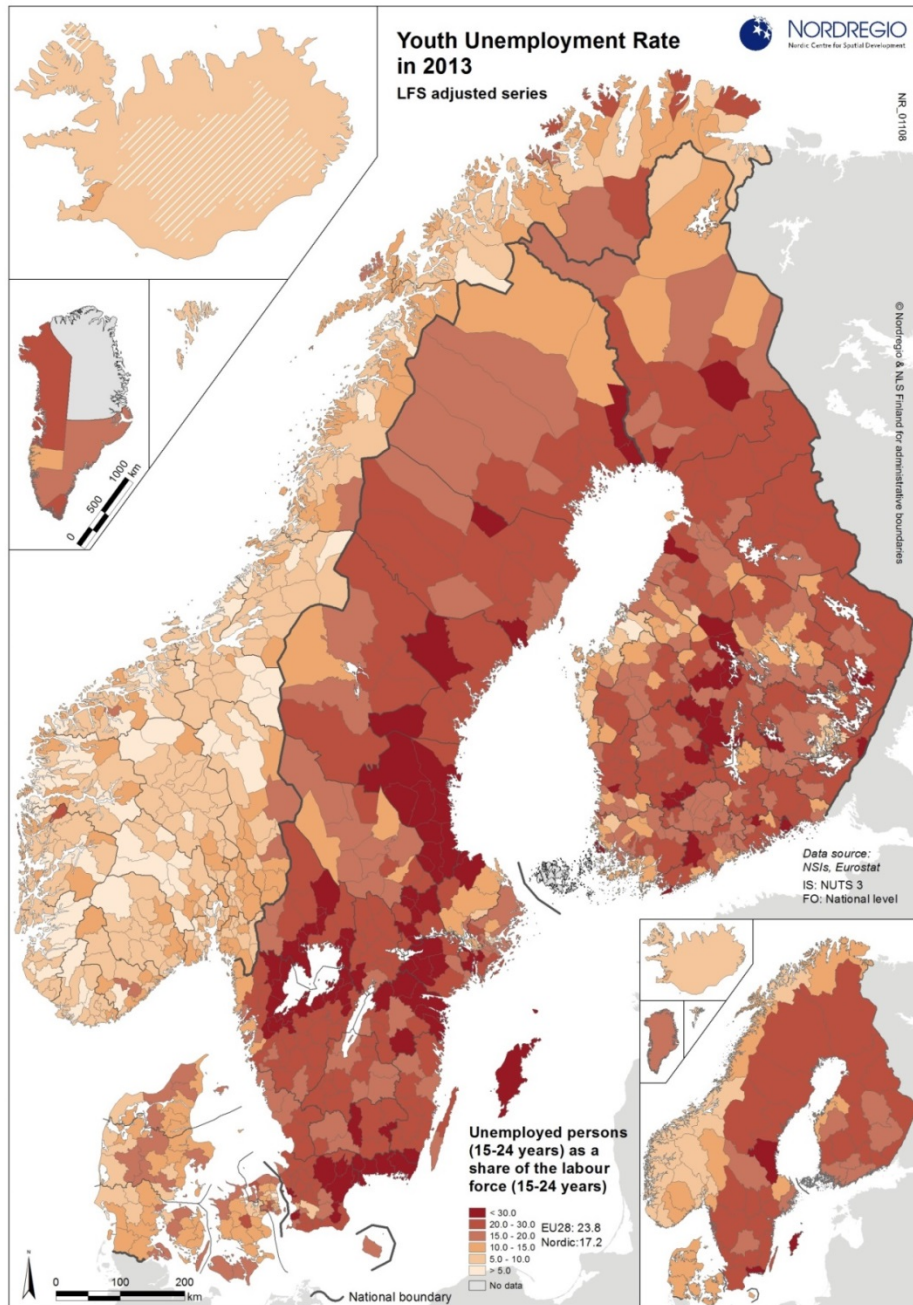 Youth Unemployment Rate
in 2013
LFS adjusted series
NORDREGIO
Nordic Centre for Spatial Development
NR_01108
© Nordregio & NLS Finland for administrative boundaries
0 500 1000
km
Data source:
NSIs, Eurostat
IS: NUTS 3
FO: National level
Unemployed persons
(15-24 years) as a
share of the labour
force (15-24 years)
< 30.0
20.0 - 30.0
15.0 - 20.0
10.0 - 15.0
5.0 - 10.0
> 5.0
No data
EU28: 23.8
Nordic:17.2
N
0 100 200
km
National boundary